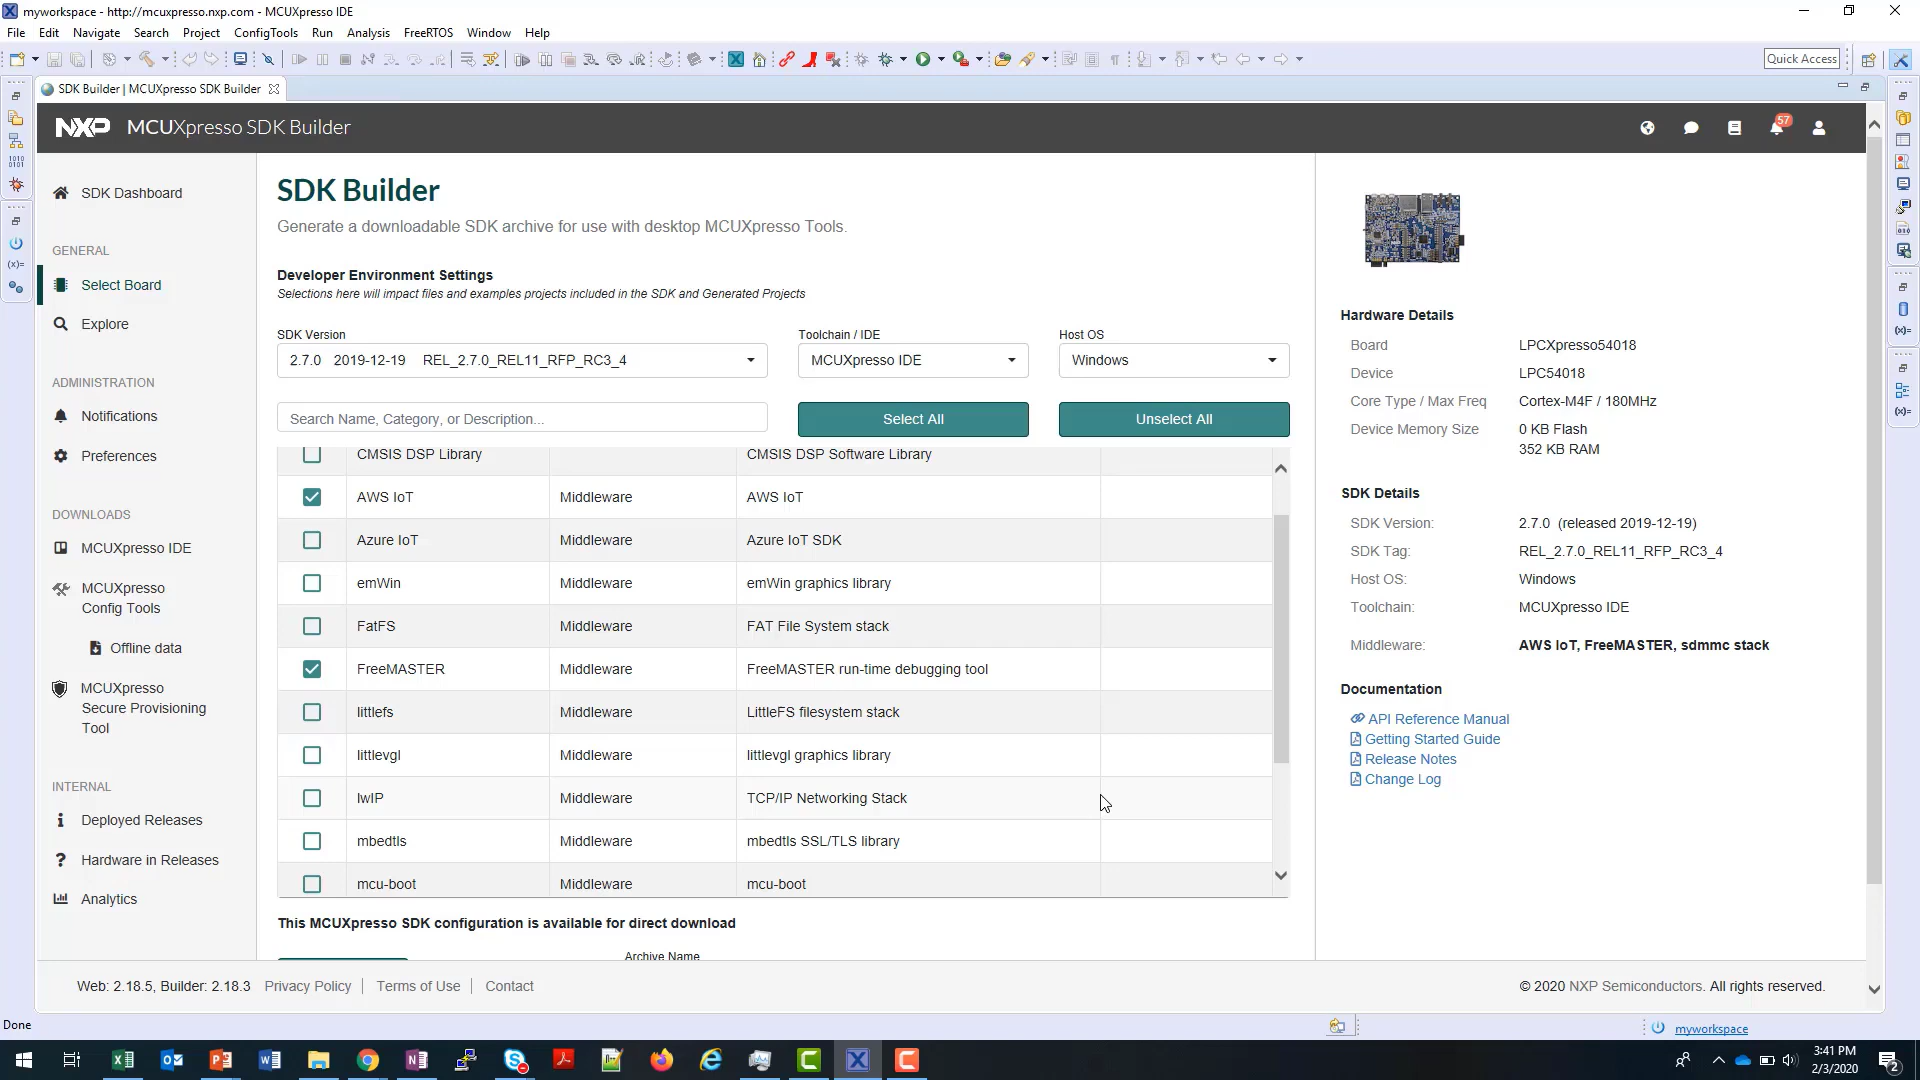 myworkspace - http://mcuxpresso.nxp.com - MCUXpresso IDE
File Edit Navigate Search Project ConfigTools Run Analysis FreeRTOS Window Help
Quick Access
SDK Builder | MCUXpresso SDK Builder
NXP MCUXpresso SDK Builder
57
SDK Dashboard
GENERAL
Select Board
Explore
ADMINISTRATION
Notifications
Preferences
DOWNLOADS
MCUXpresso IDE
MCUXpresso
Config Tools
Offline data
MCUXpresso
Secure Provisioning
Tool
INTERNAL
Deployed Releases
Hardware in Releases
Analytics
SDK Builder
Generate a downloadable SDK archive for use with desktop MCUXpresso Tools.
Developer Environment Settings
Selections here will impact files and examples projects included in the SDK and Generated Projects
SDK Version Toolchain / IDE Host OS
2.7.0 2019-12-19 REL_2.7.0_REL11_RFP_RC3_4 MCUXpresso IDE Windows
Search Name, Category, or Description... Select All Unselect All
CMSIS DSP Library CMSIS DSP Software Library
AWS IoT Middleware AWS IoT
Azure IoT Middleware Azure IoT SDK
emWin Middleware emWin graphics library
FatFS Middleware FAT File System stack
FreeMASTER Middleware FreeMASTER run-time debugging tool
littlefs Middleware LittleFS filesystem stack
littlevgl Middleware littlevgl graphics library
lwIP Middleware TCP/IP Networking Stack
mbedtls Middleware mbedtls SSL/TLS library
mcu-boot Middleware mcu-boot
This MCUXpresso SDK configuration is available for direct download
Archive Name
Hardware Details
Board LPCXpresso54018
Device LPC54018
Core Type / Max Freq Cortex-M4F / 180MHz
Device Memory Size 0 KB Flash
352 KB RAM
SDK Details
SDK Version: 2.7.0 (released 2019-12-19)
SDK Tag: REL_2.7.0_REL11_RFP_RC3_4
Host OS: Windows
Toolchain: MCUXpresso IDE
Middleware: AWS IoT, FreeMASTER, sdmmc stack
Documentation
API Reference Manual
Getting Started Guide
Release Notes
Change Log
Web: 2.18.5, Builder: 2.18.3 Privacy Policy | Terms of Use | Contact
© 2020 NXP Semiconductors. All rights reserved.
Done
myworkspace
3:41 PM
2/3/2020
2